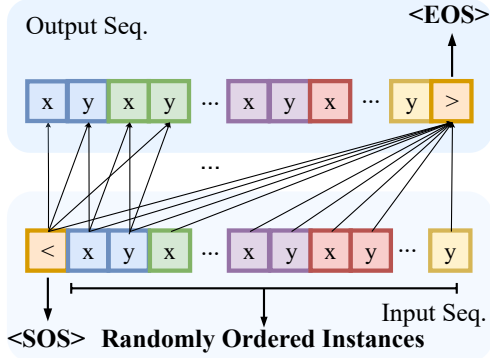 <EOS>
Output Seq.
x y x y ... x y x ... y >
...
< x y x ... x y x y ... y
Input Seq.
<SOS> Randomly Ordered Instances